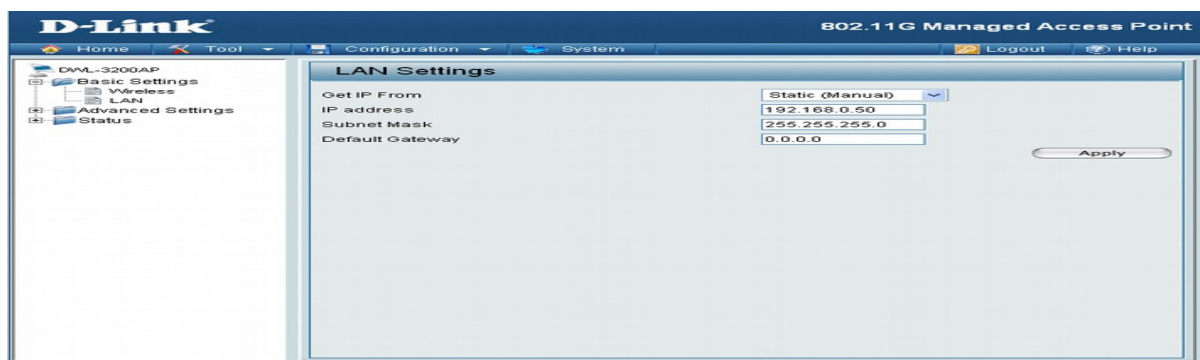 D-Link
802.11G Managed Access Point
Home Tool Configuration System Logout Help
DWL-3200AP
Basic Settings
Wireless
LAN
Advanced Settings
Status
LAN Settings
Get IP From Static (Manual)
IP address 192.168.0.50
Subnet Mask 255.255.255.0
Default Gateway 0.0.0.0
Apply